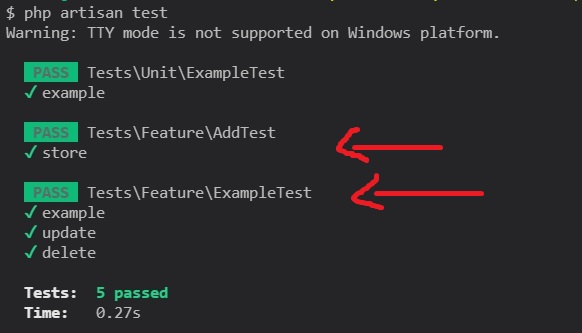 $ php artisan test
Warning: TTY mode is not supported on Windows platform.
PASS Tests\Unit\ExampleTest
✓ example
PASS Tests\Feature\AddTest
✓ store
PASS Tests\Feature\ExampleTest
✓ example
✓ update
✓ delete
Tests: 5 passed
Time: 0.27s